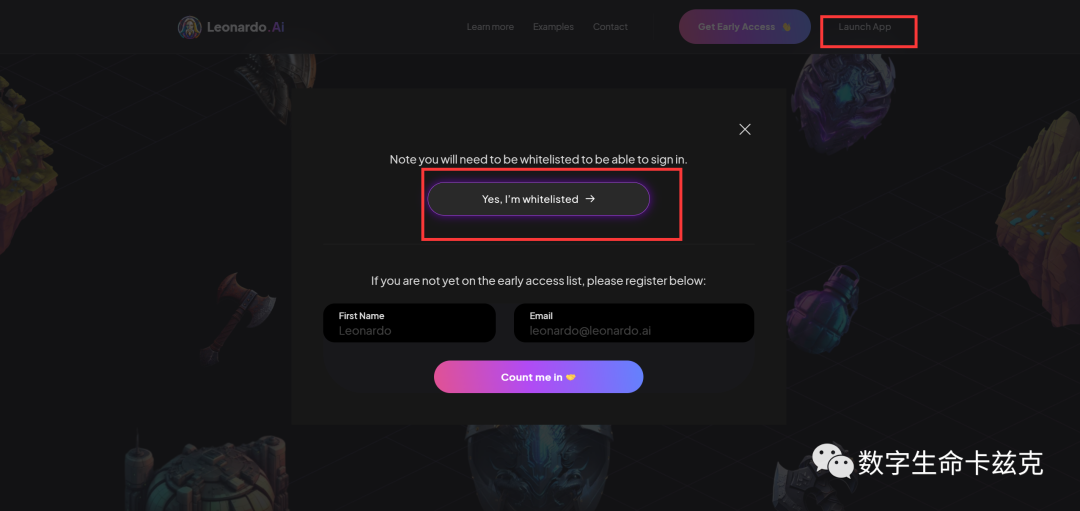 Leonardo.Ai
Learn more
Examples
Contact
Get Early Access
Launch App
Note you will need to be whitelisted to be able to sign in.
Yes, I'm whitelisted →
If you are not yet on the early access list, please register below:
First Name
Leonardo
Email
leonardo@leonardo.ai
Count me in 🤝
数字生命卡兹克